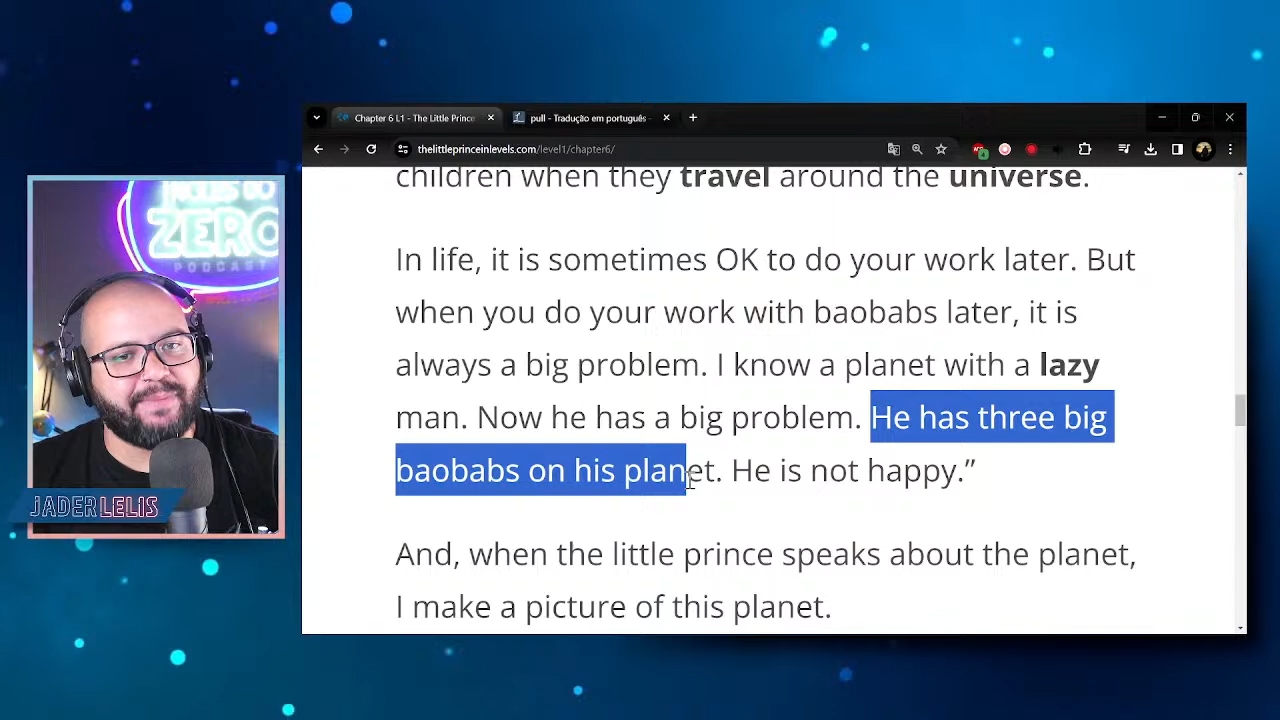 Chapter 6 L1 - The Little Prince
pull - Tradução em português -
thelittleprinceinlevels.com/level1/chapter6/
4
children when they travel around the universe.
In life, it is sometimes OK to do your work later. But
when you do your work with baobabs later, it is
always a big problem. I know a planet with a lazy
man. Now he has a big problem. He has three big
baobabs on his planet. He is not happy.”
And, when the little prince speaks about the planet,
I make a picture of this planet.
ZERO
PODCAST
JADER LELIS